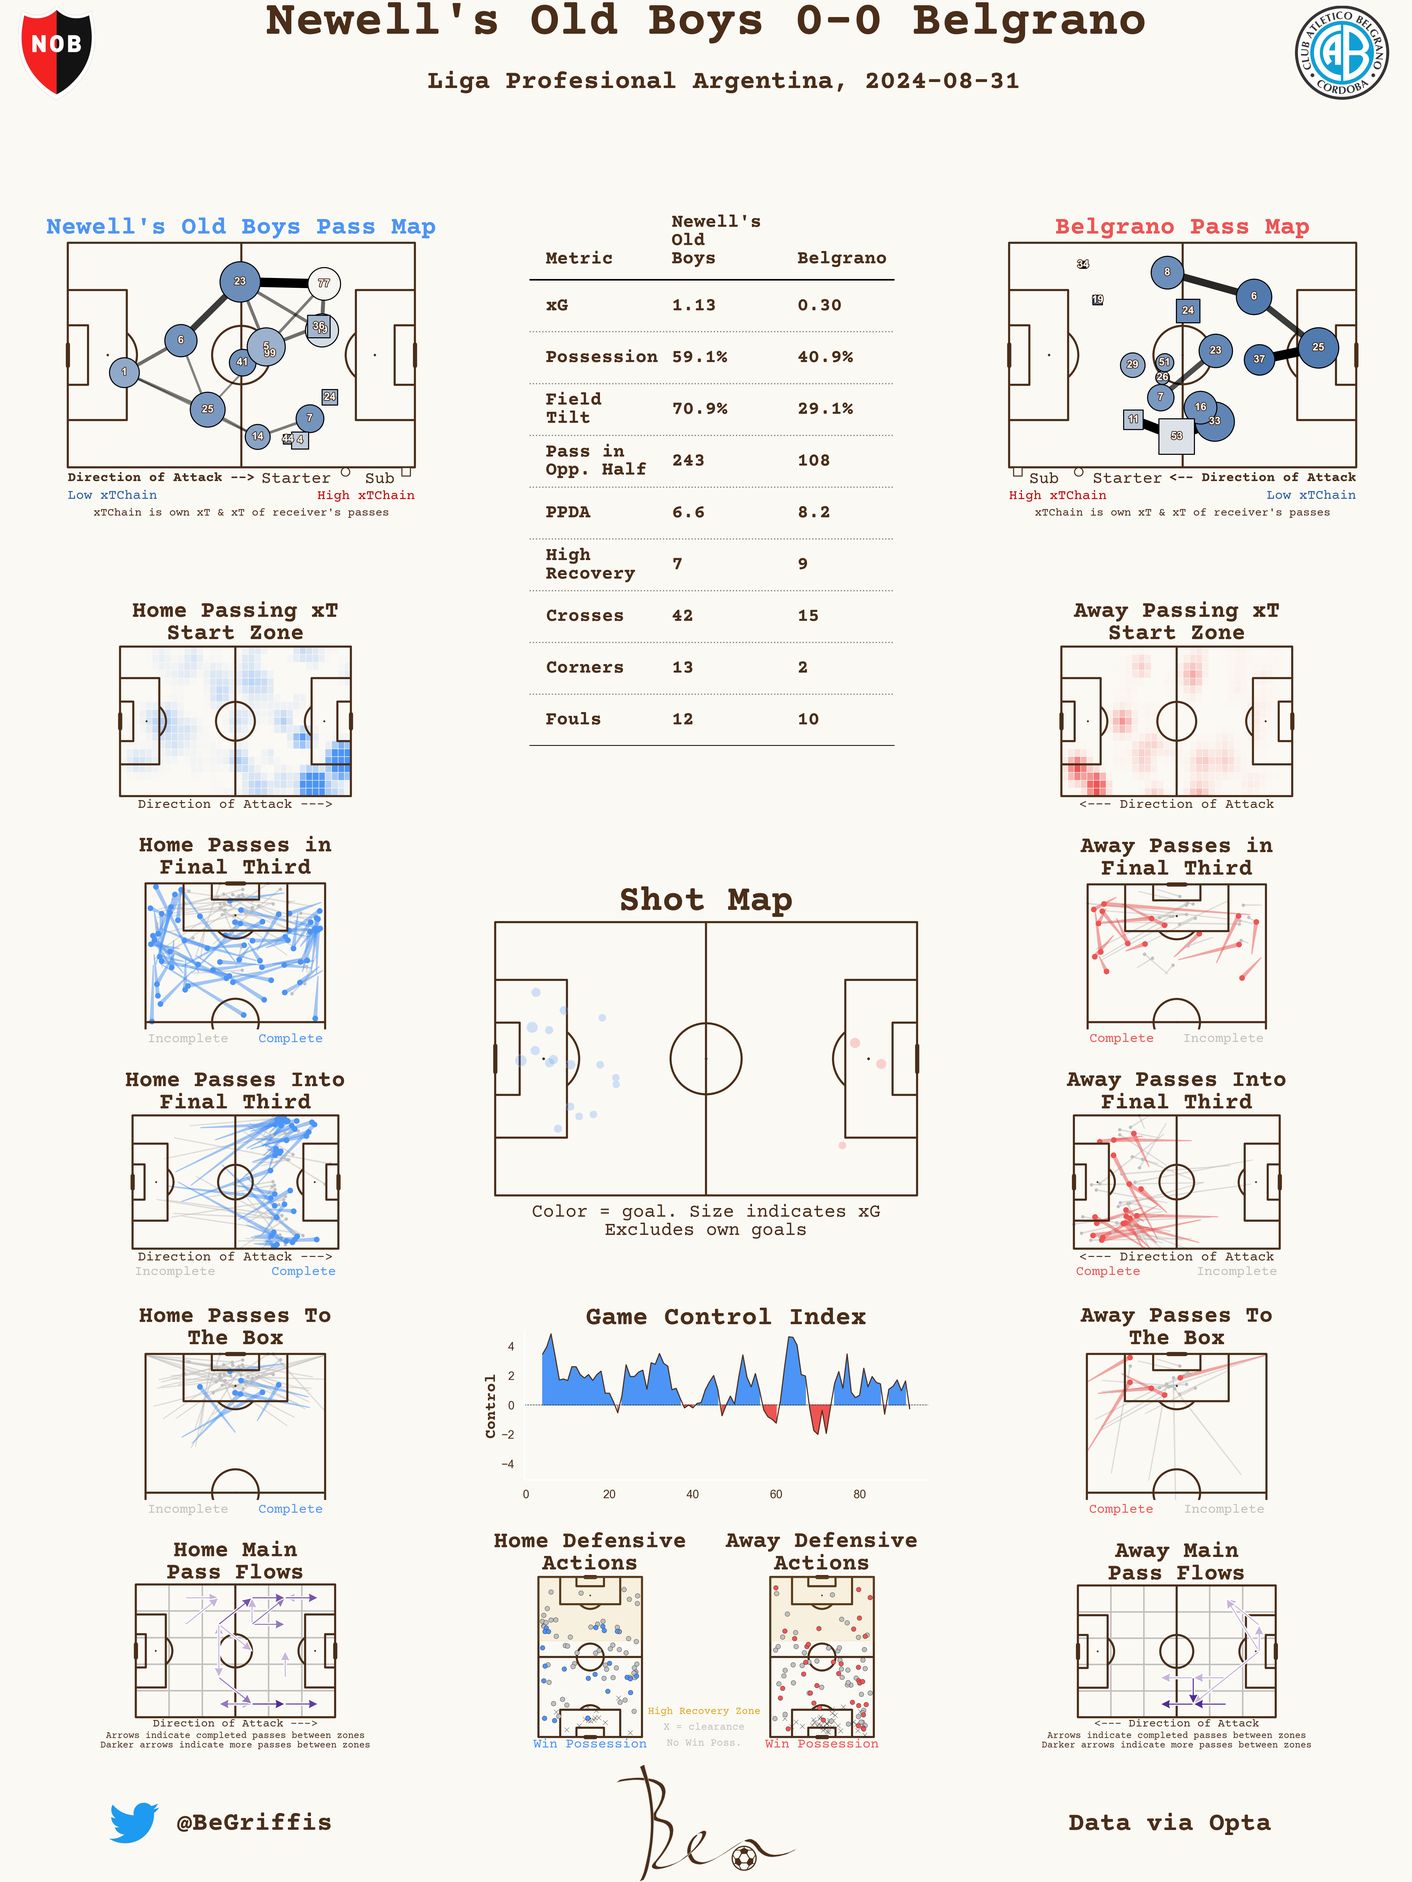 Newell's Old Boys 0-0 Belgrano
Liga Profesional Argentina, 2024-08-31
NOB
CLUB ATLETICO BELGRANO
CAB
CORDOBA
Newell's Old Boys Pass Map
23
77
36
6
5
99
41
1
24
25
7
14
44
4
Direction of Attack --> Starter Sub
Low xTChain High xTChain
xTChain is own xT & xT of receiver's passes
Metric Newell's Old Boys Belgrano
xG 1.13 0.30
Possession 59.1% 40.9%
Field Tilt 70.9% 29.1%
Pass in Opp. Half 243 108
PPDA 6.6 8.2
High Recovery 7 9
Crosses 42 15
Corners 13 2
Fouls 12 10
Belgrano Pass Map
34
8
19
6
24
25
23
37
29
51
26
7
16
11
33
53
Sub Starter <-- Direction of Attack
High xTChain Low xTChain
xTChain is own xT & xT of receiver's passes
Home Passing xT
Start Zone
Direction of Attack --->
Away Passing xT
Start Zone
<--- Direction of Attack
Home Passes in
Final Third
Incomplete Complete
Away Passes in
Final Third
Complete Incomplete
Shot Map
Color = goal. Size indicates xG
Excludes own goals
Home Passes Into
Final Third
Direction of Attack --->
Incomplete Complete
Away Passes Into
Final Third
<--- Direction of Attack
Complete Incomplete
Home Passes To
The Box
Incomplete Complete
Game Control Index
Control
4
2
0
−2
−4
0 20 40 60 80
Away Passes To
The Box
Complete Incomplete
Home Main
Pass Flows
Direction of Attack --->
Arrows indicate completed passes between zones
Darker arrows indicate more passes between zones
Home Defensive
Actions
Win Possession
Away Defensive
Actions
Win Possession
High Recovery Zone
X = clearance
No Win Poss.
Away Main
Pass Flows
<--- Direction of Attack
Arrows indicate completed passes between zones
Darker arrows indicate more passes between zones
@BeGriffis
Ben
Data via Opta